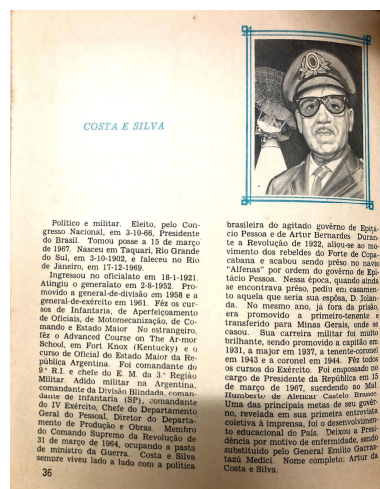 COSTA E SILVA
Político e militar. Eleito, pelo Con-
gresso Nacional, em 3-10-66, Presidente
do Brasil. Tomou posse a 15 de março
de 1967. Nasceu em Taquari, Rio Grande
do Sul, em 3-10-1902, e faleceu no Rio
de Janeiro, em 17-12-1969.
Ingressou no oficialato em 18-1-1921.
Atingiu o generalato em 2-8-1952. Pro-
movido a general-de-divisão em 1958 e a
general-de-exército em 1961. Fêz os cur-
sos de Infantaria, de Aperfeiçoamento
de Oficiais, de Motomecanização, de Co-
mando e Estado Maior No estrangeiro,
fêz o Advanced Course on The Ar-mor
School, em Fort Knox (Kentucky) e o
curso de Oficial do Estado Maior da Re-
pública Argentina. Foi comandante do
9.º R.I. e chefe do E. M. da 3.ª Região
Militar. Adido militar na Argentina,
comandante da Divisão Blindada, coman-
dante de Infantaria (SP), comandante
do IV Exército, Chefe do Departamento
Geral do Pessoal, Diretor do Departa-
mento de Produção e Obras. Membro
do Comando Supremo da Revolução de
31 de março de 1964, ocupando a pasta
de ministro da Guerra. Costa e Silva
sempre viveu lado a lado com a política
36
brasileira do agitado govêrno de Epitá-
cio Pessoa e de Artur Bernardes Duran-
te a Revolução de 1922, aliou-se ao mo-
vimento dos rebeldes do Forte de Copa-
cabana e acabou sendo prêso no navio
"Alfenas" por ordem do govêrno de Epi-
tácio Pessoa. Nessa época, quando ainda
se encontrava prêso, pediu em casamen-
to aquela que seria sua espôsa, D. Iolan-
da. No mesmo ano, já fora da prisão,
era promovido a primeiro-tenente e
transferido para Minas Gerais, onde se
casou. Sua carreira militar foi muito
brilhante, sendo promovido a capitão em
1931, a major em 1937, a tenente-coronel
em 1943 e a coronel em 1944. Fêz todos
os cursos do Exército. Foi empossado no
cargo de Presidente da República em 15
de março de 1967, sucedendo ao Mal.
Humberto de Alencar Castelo Branco.
Uma das principais metas de seu govêr-
no, revelada em sua primeira entrevista
coletiva à imprensa, foi o desenvolvimen-
to educacional do País. Deixou a Presi-
dência por motivo de enfermidade, sendo
substituído pelo General Emílio Garras-
tazú Medici. Nome completo: Artur da
Costa e Silva.